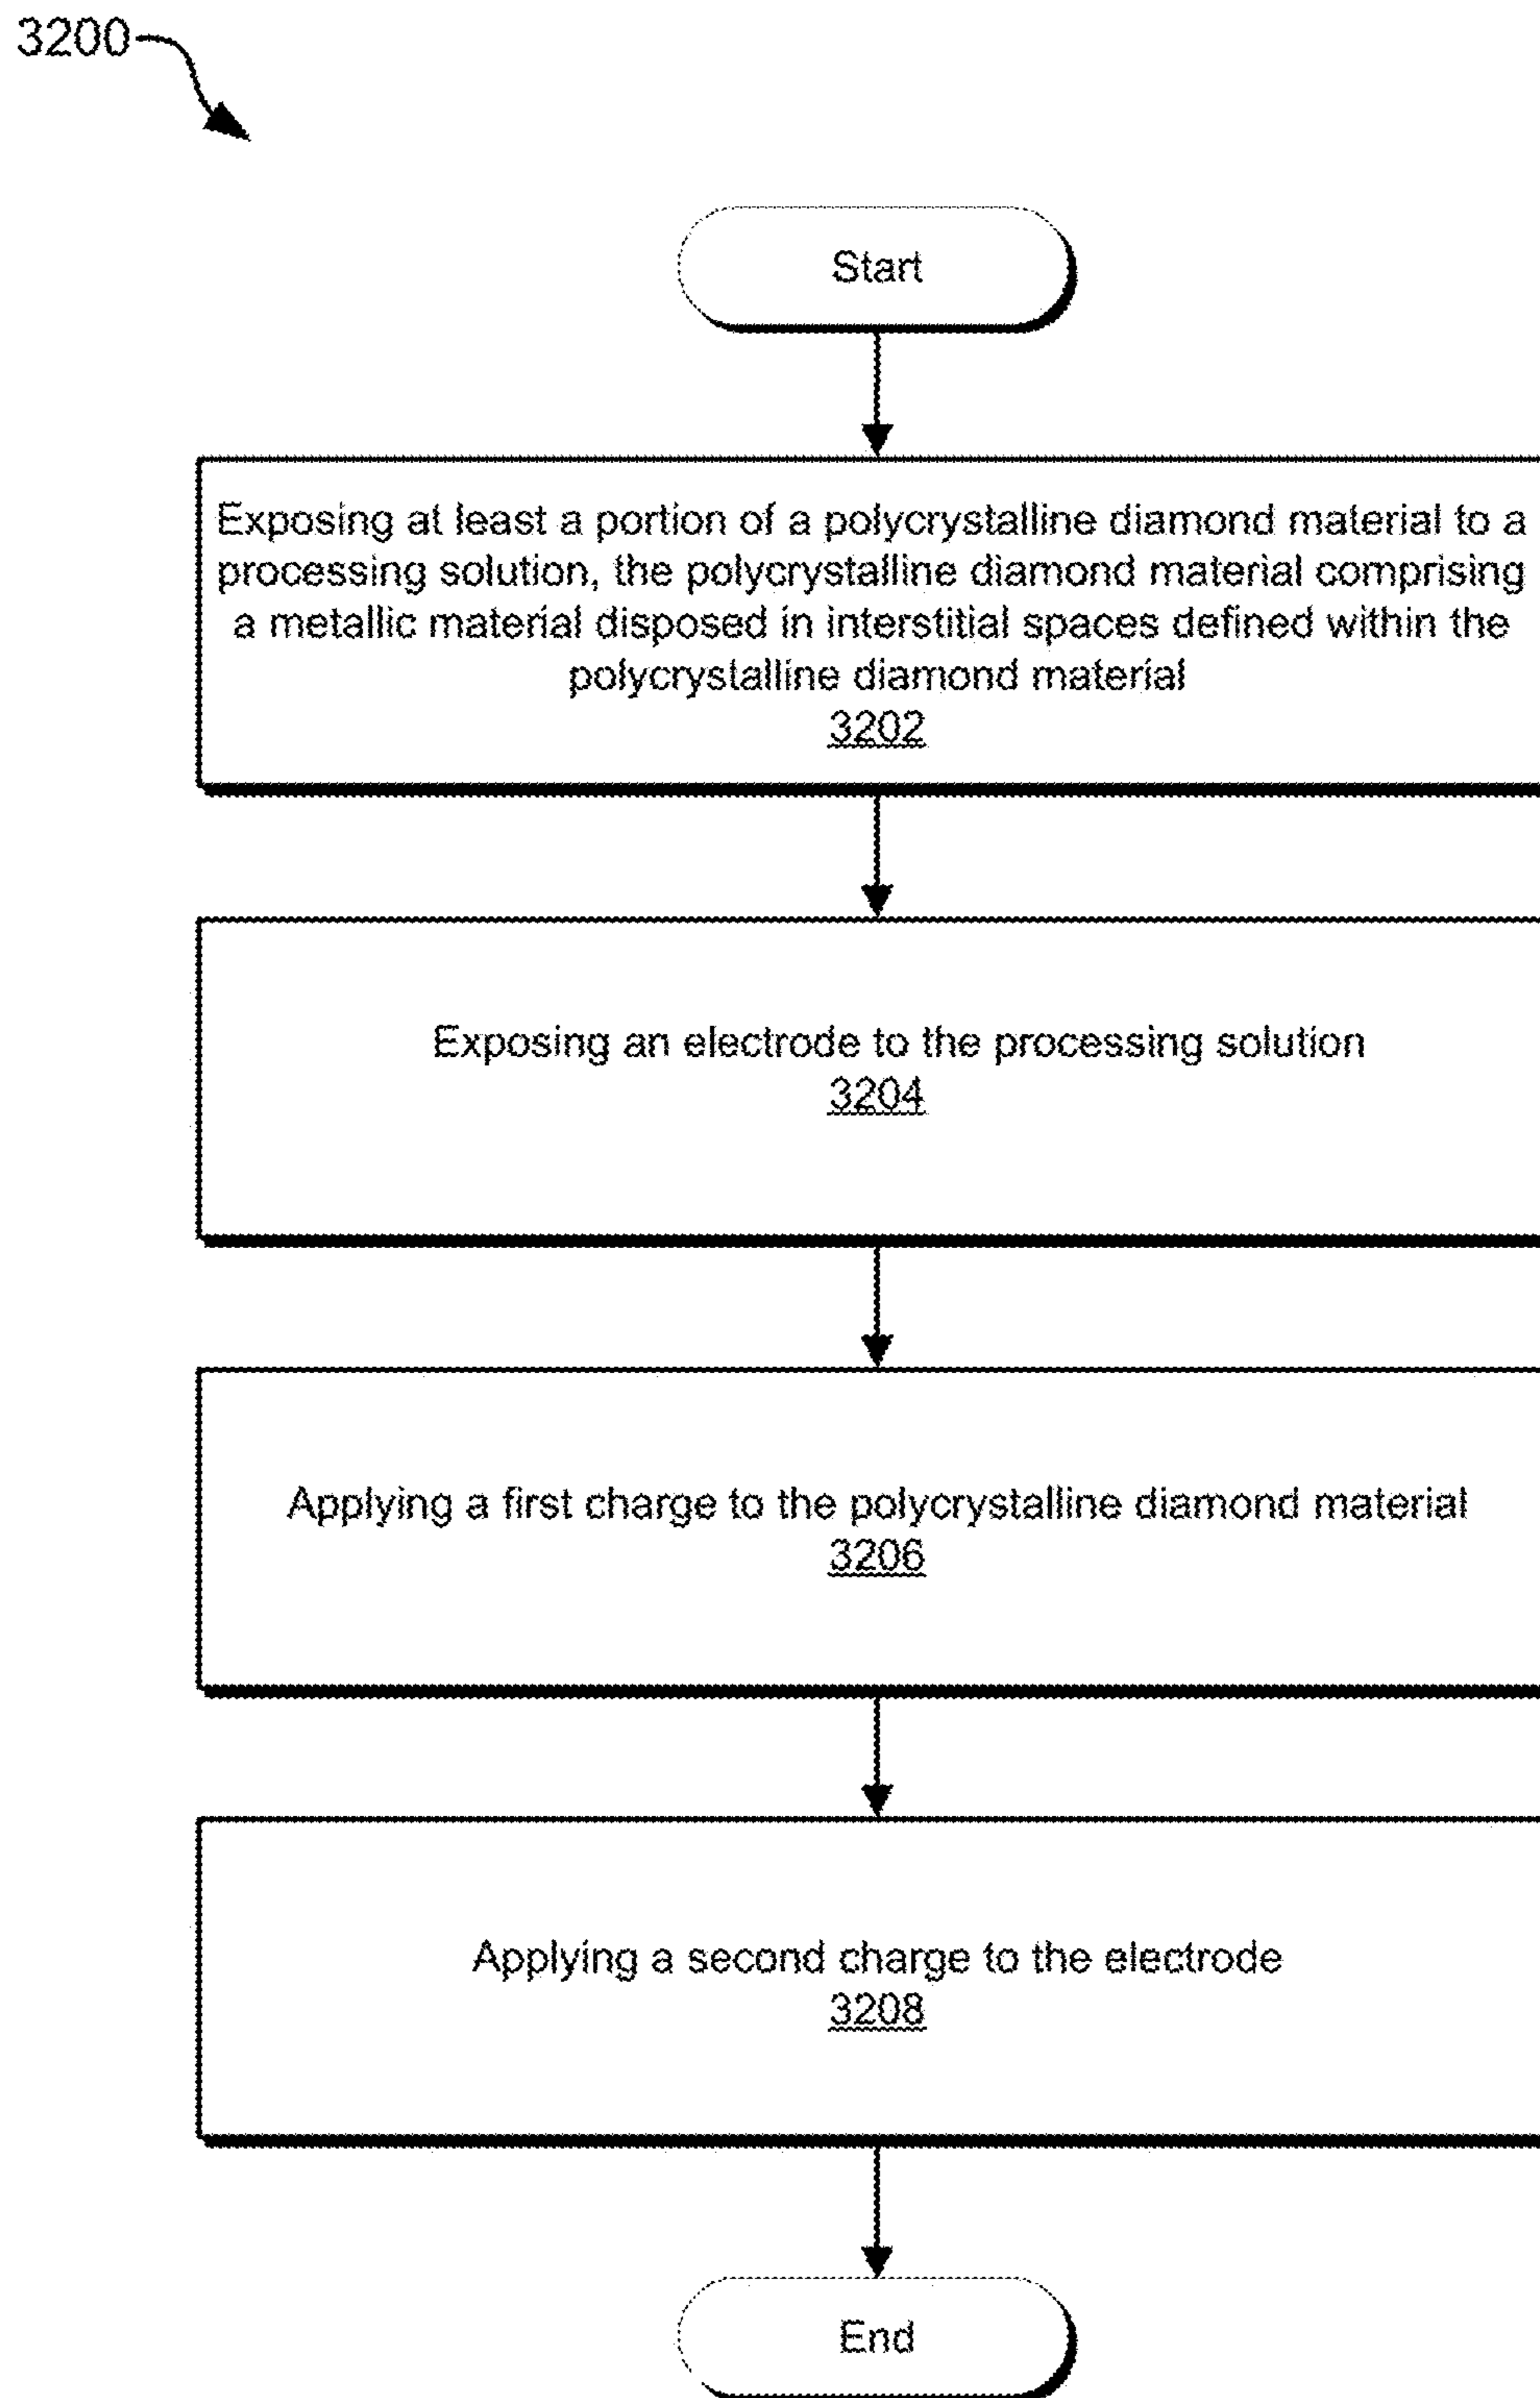 3200
Start
Exposing at least a portion of a polycrystalline diamond material to a
processing solution, the polycrystalline diamond material comprising
a metallic material disposed in interstitial spaces defined within the
polycrystalline diamond material
3202
Exposing an electrode to the processing solution
3204
Applying a first charge to the polycrystalline diamond material
3206
Applying a second charge to the electrode
3208
End